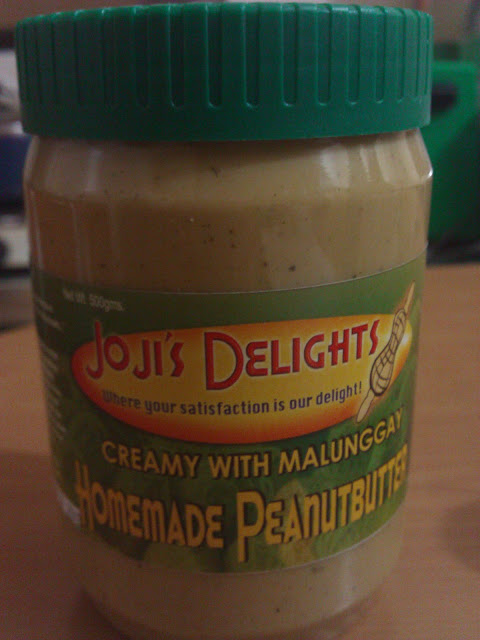 Net Wt. 500gms.
JOJI'S DELIGHTS
Where your satisfaction is our delight!
CREAMY WITH MALUNGGAY
HOMEMADE PEANUTBUTTER